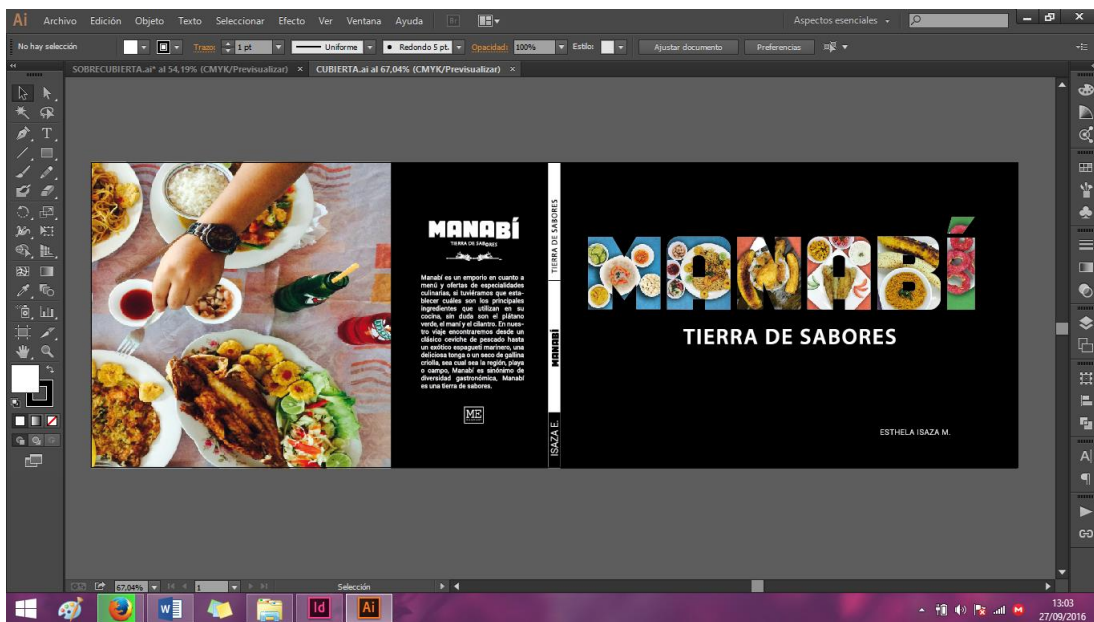 Ai Archivo Edición Objeto Texto Seleccionar Efecto Ver Ventana Ayuda Br Aspectos esenciales
No hay selección Trazo: 1 pt Uniforme Redondo 5 pt. Opacidad: 100% Estilo: Ajustar documento Preferencias
SOBRECUBIERTA.ai* al 54,19% (CMYK/Previsualizar) × CUBIERTA.ai al 67,04% (CMYK/Previsualizar) ×
MANABÍ
TIERRA DE SABORES
Manabí es un emporio en cuanto a
menú y ofertas de especialidades
culinarias, si tuviéramos que esta-
blecer cuáles son los principales
ingredientes que utilizan en su
cocina, sin duda son el plátano
verde, el maní y el cilantro. En nues-
tro viaje encontraremos desde un
clásico ceviche de pescado hasta
un exótico espagueti marinero, una
deliciosa tonga o un seco de gallina
criolla, sea cual sea la región, playa
o campo, Manabí es sinónimo de
diversidad gastronómica, Manabí
es una tierra de sabores.
ME
TIERRA DE SABORES
MANABÍ
ISAZA E.
MANABÍ
TIERRA DE SABORES
ESTHELA ISAZA M.
67,04% 1 Selección
Id Ai
13:03
27/09/2016